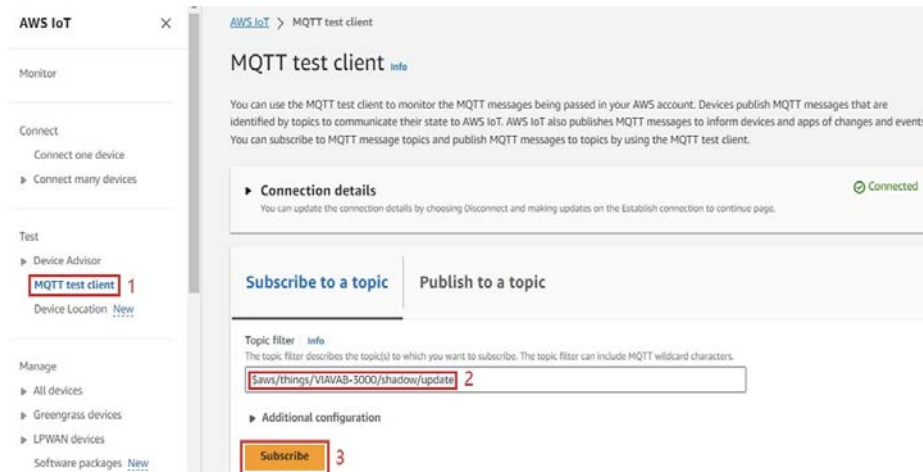 AWS IoT
Monitor
Connect
Connect one device
Connect many devices
Test
Device Advisor
MQTT test client 1
Device Location New
Manage
All devices
Greengrass devices
LPWAN devices
Software packages New
AWS IoT > MQTT test client
MQTT test client Info
You can use the MQTT test client to monitor the MQTT messages being passed in your AWS account. Devices publish MQTT messages that are
identified by topics to communicate their state to AWS IoT. AWS IoT also publishes MQTT messages to inform devices and apps of changes and events
You can subscribe to MQTT message topics and publish MQTT messages to topics by using the MQTT test client.
Connection details
Connected
You can update the connection details by choosing Disconnect and making updates on the Establish connection to continue page.
Subscribe to a topic
Publish to a topic
Topic filter Info
The topic filter describes the topic(s) to which you want to subscribe. The topic filter can include MQTT wildcard characters.
$aws/things/VIAVAB-3000/shadow/update 2
Additional configuration
Subscribe 3